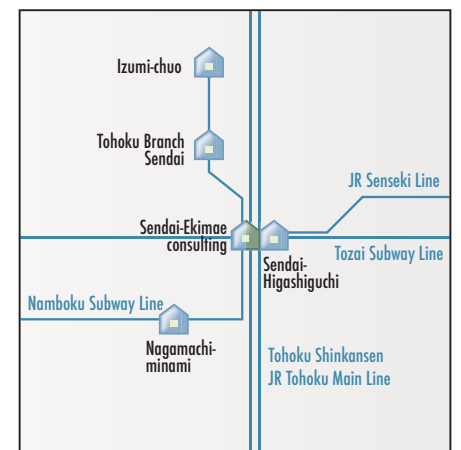 Izumi-chuo
Tohoku Branch
Sendai
JR Senseki Line
Sendai-Ekimae
consulting
Tozai Subway Line
Sendai-
Higashiguchi
Namboku Subway Line
Nagamachi-
minami
Tohoku Shinkansen
JR Tohoku Main Line